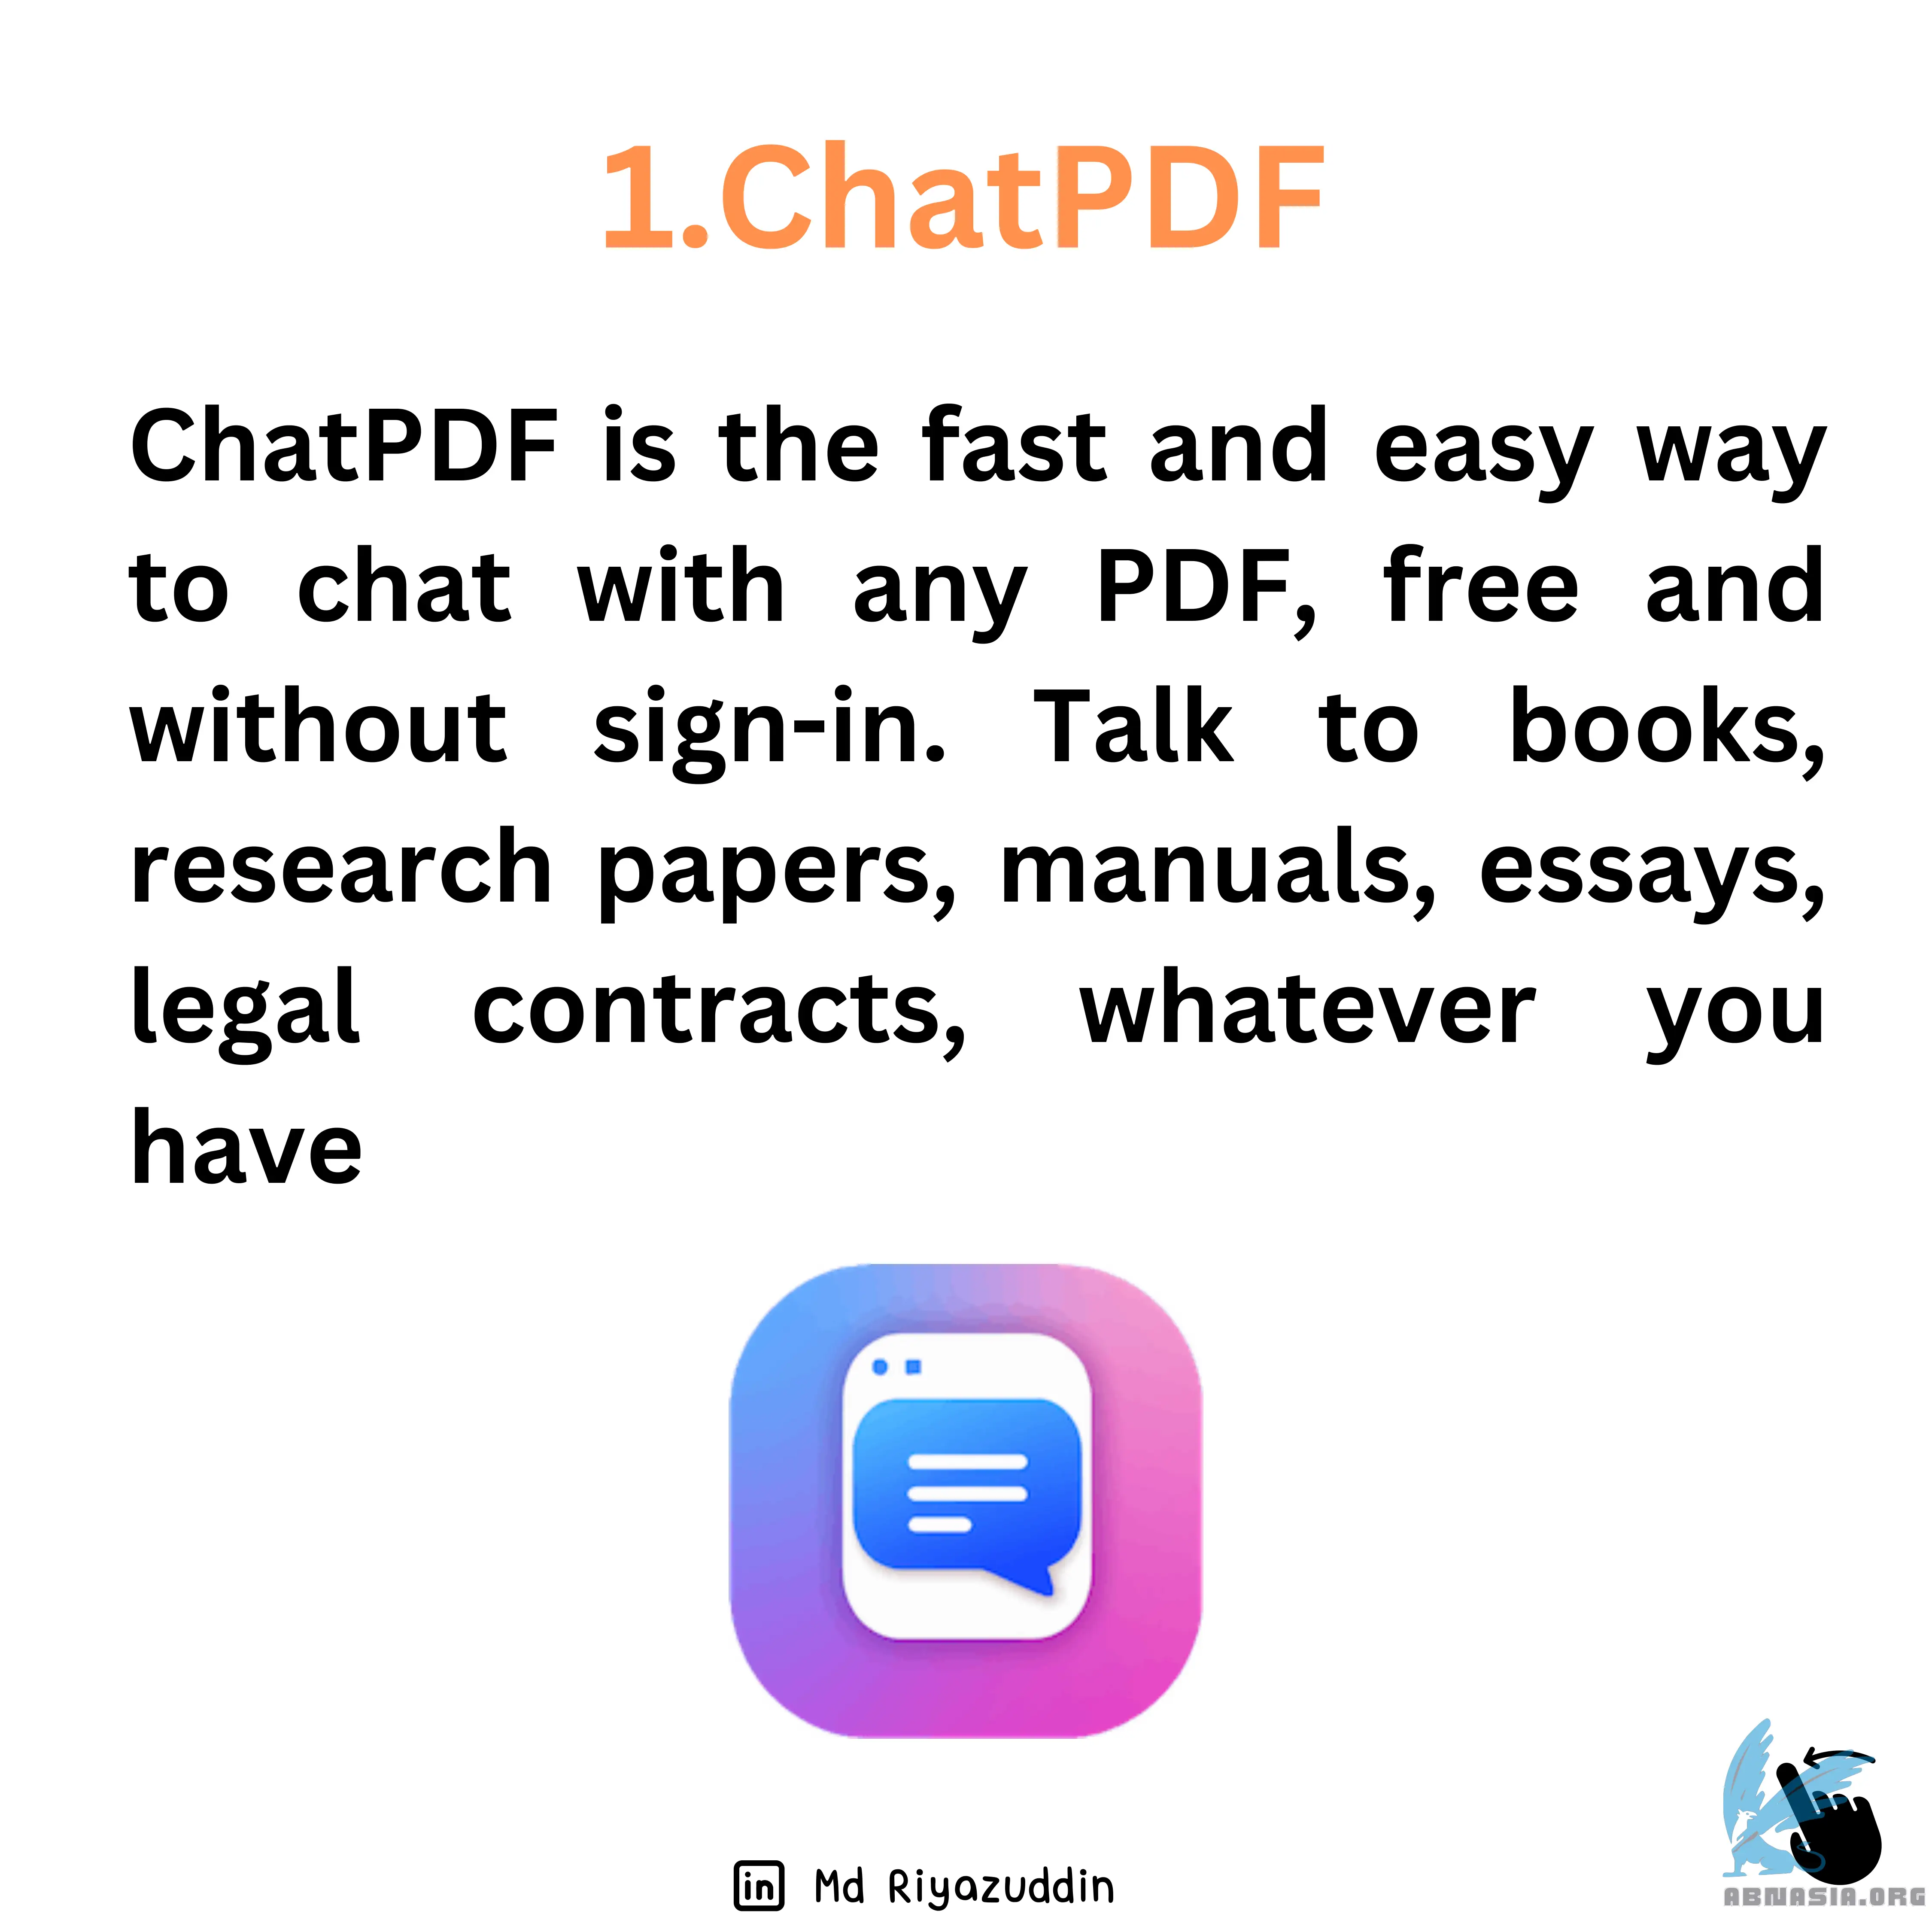 1.ChatPDF
ChatPDF is the fast and easy way
to chat with any PDF, free and
without sign-in. Talk to books,
research papers, manuals, essays,
legal contracts, whatever you
have
in Md Riyazuddin
ABNASIA.ORG